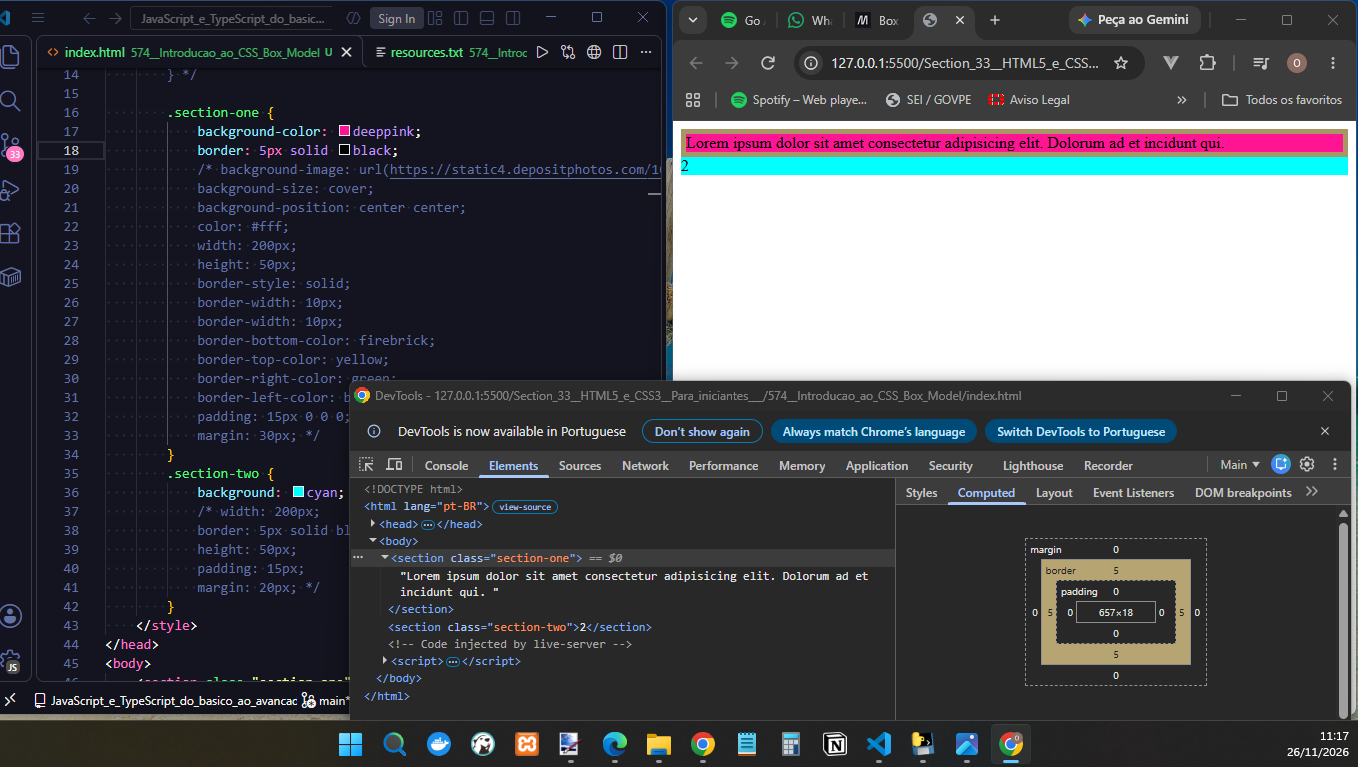 JavaScript_e_TypeScript_do_basic...
Sign In
index.html 574__Introducao_ao_CSS_Box_Model U
resources.txt 574__Introc
14 } */
15
16 .section-one {
17 background-color: deeppink;
18 border: 5px solid black;
19 /* background-image: url(https://static4.depositphotos.com/10
20 background-size: cover;
21 background-position: center center;
22 color: #fff;
23 width: 200px;
24 height: 50px;
25 border-style: solid;
26 border-width: 10px;
27 border-width: 10px;
28 border-bottom-color: firebrick;
29 border-top-color: yellow;
30 border-right-color: green;
31 border-left-color: b
32 padding: 15px 0 0 0;
33 margin: 30px; */
34 }
35 .section-two {
36 background: cyan;
37 /* width: 200px;
38 border: 5px solid bl
39 height: 50px;
40 padding: 15px;
41 margin: 20px; */
42 }
43 </style>
44 </head>
45 <body>
33
JS
JavaScript_e_TypeScript_do_basico_ao_avancac
main*
Go
Wh
Box
Peça ao Gemini
127.0.0.1:5500/Section_33__HTML5_e_CSS...
O
Spotify – Web playe...
SEI / GOVPE
Aviso Legal
»
Todos os favoritos
Lorem ipsum dolor sit amet consectetur adipisicing elit. Dolorum ad et incidunt qui.
2
DevTools - 127.0.0.1:5500/Section_33__HTML5_e_CSS3__Para_iniciantes__/574__Introducao_ao_CSS_Box_Model/index.html
DevTools is now available in Portuguese
Don't show again
Always match Chrome's language
Switch DevTools to Portuguese
Console Elements Sources Network Performance Memory Application Security Lighthouse Recorder
Main
<!DOCTYPE html>
<html lang="pt-BR"> view-source
<head> … </head>
<body>
… <section class="section-one"> == $0
"Lorem ipsum dolor sit amet consectetur adipisicing elit. Dolorum ad et
incidunt qui. "
</section>
<section class="section-two">2</section>
<!-- Code injected by live-server -->
<script> … </script>
</body>
</html>
Styles Computed Layout Event Listeners DOM breakpoints »
margin 0
border 5
padding 0
0 5 0 657×18 0 5 0
0
5
0
11:17
26/11/2026